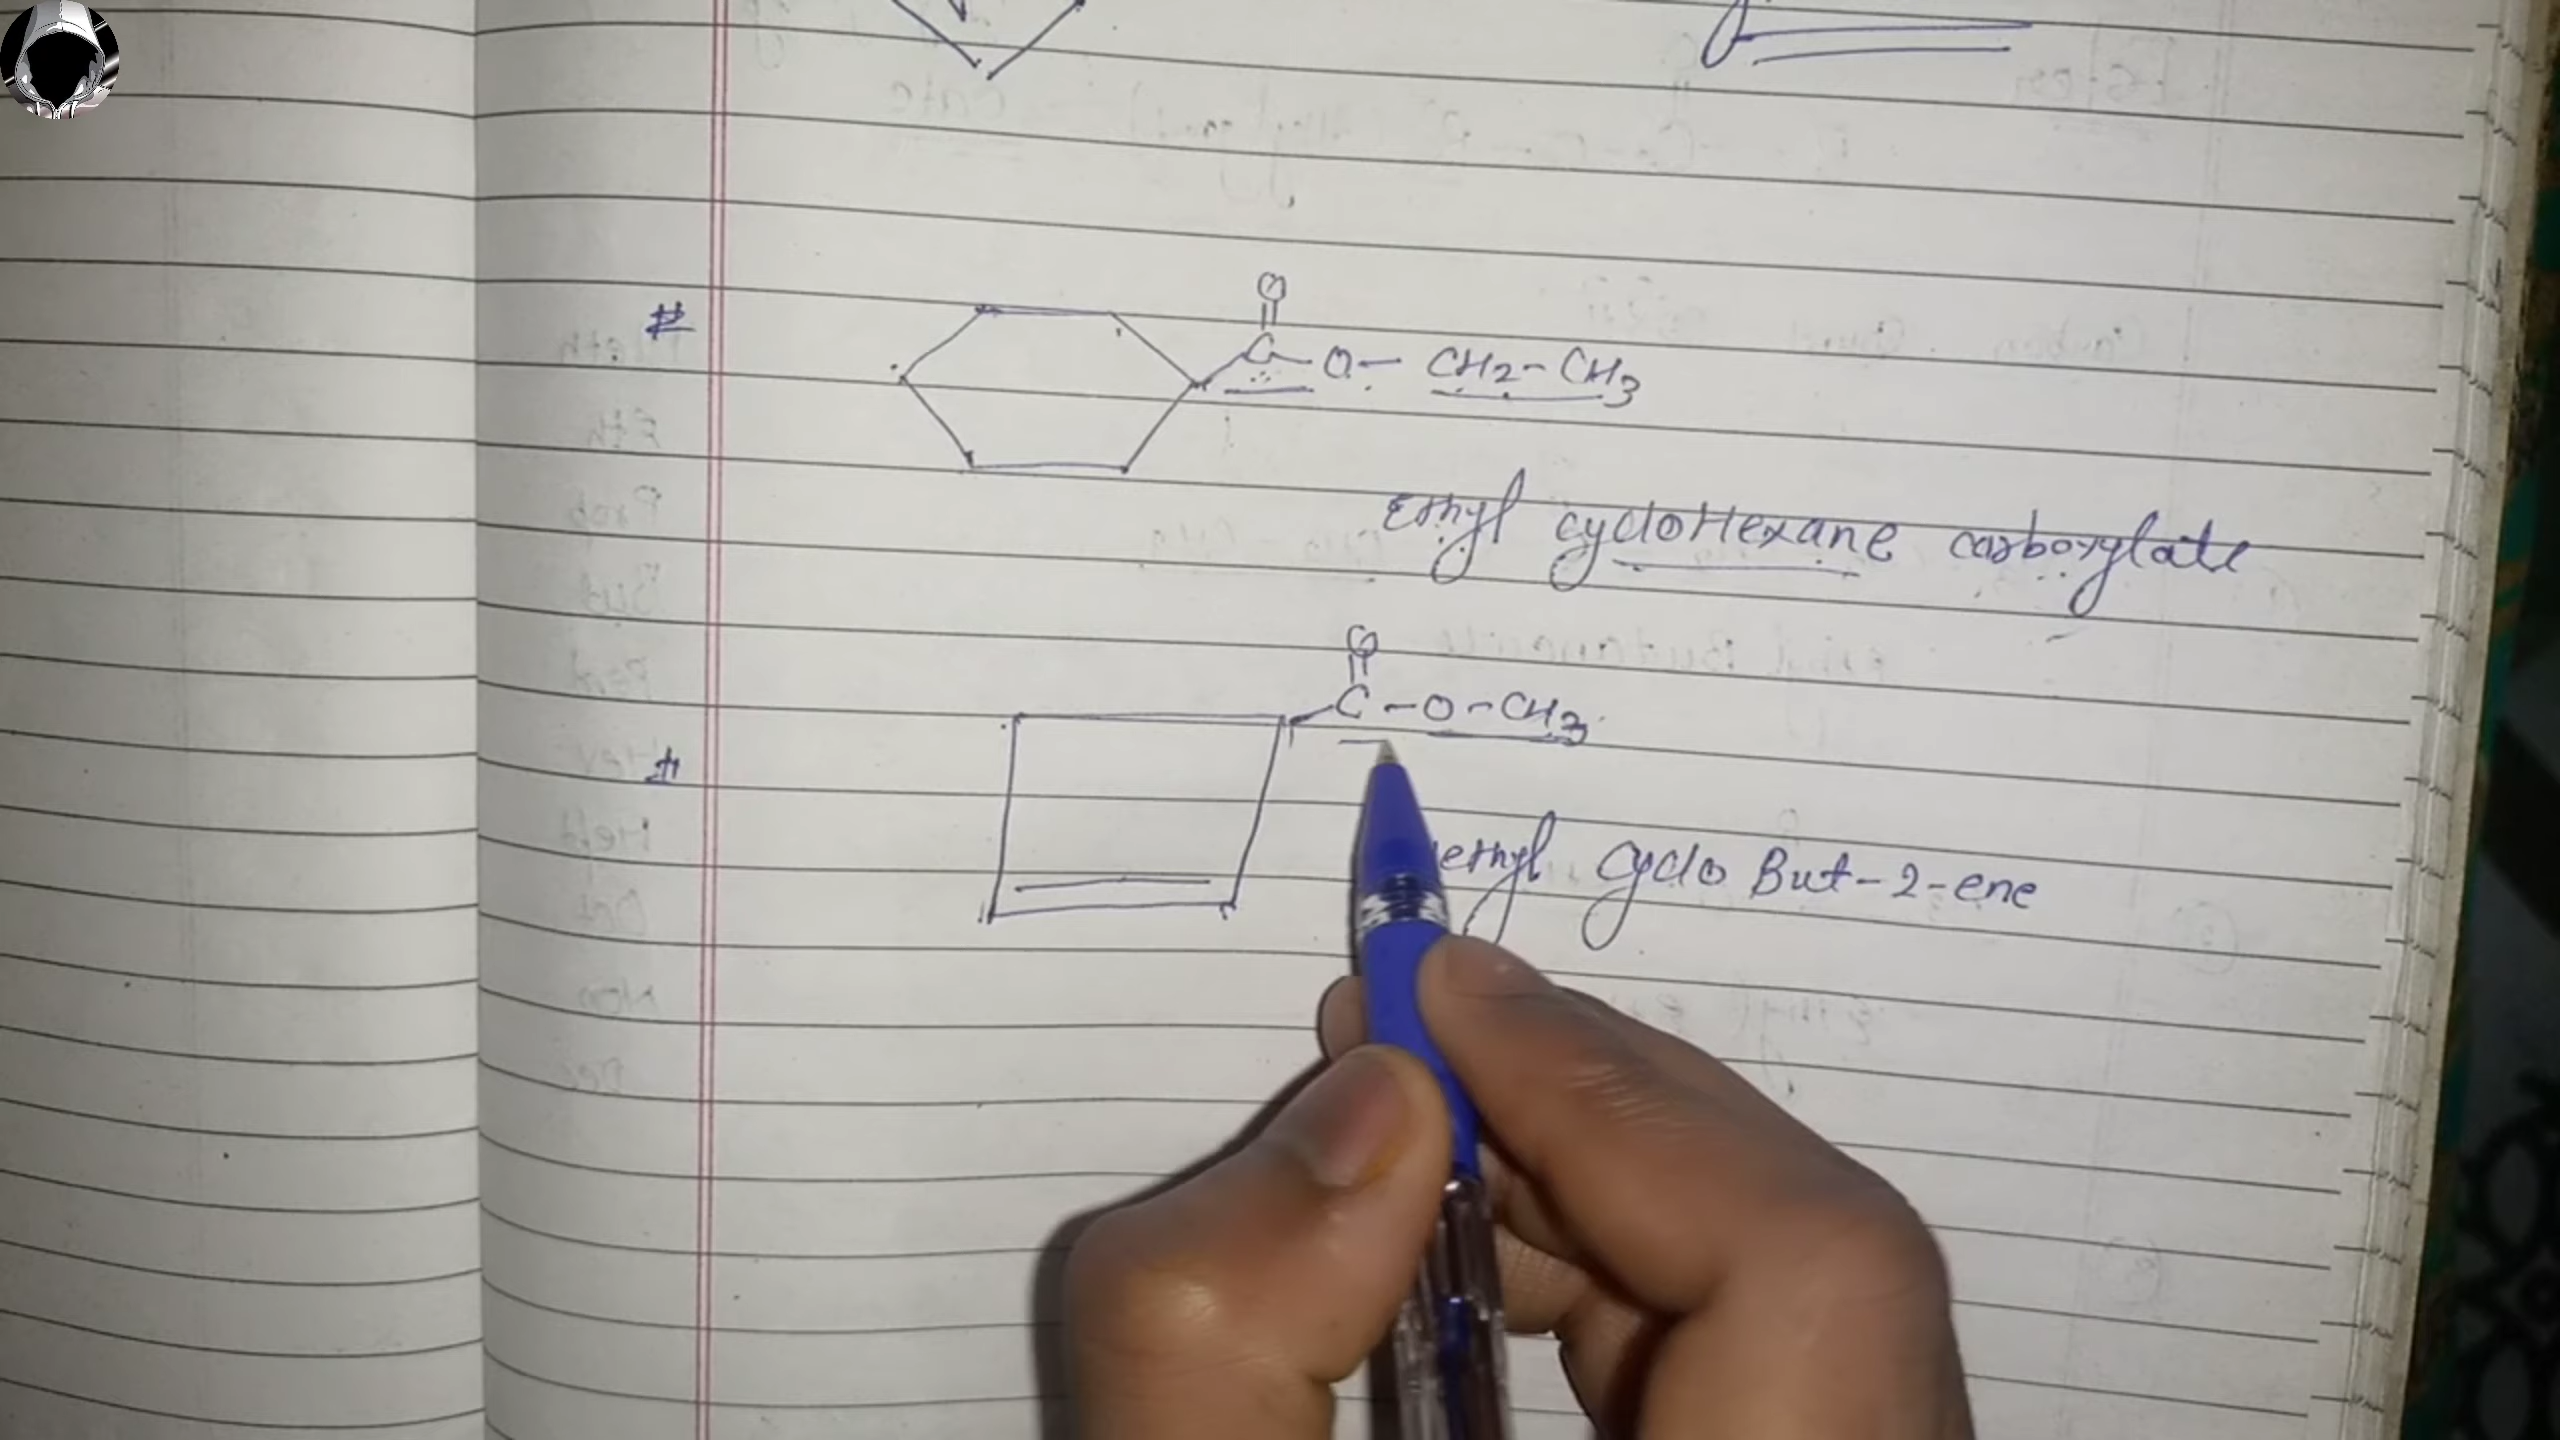 #
O
C - O - CH2 - CH3
Ethyl cycloHexane carboxylate
O
C - O - CH3
#
ethyl cyclo But-2-ene